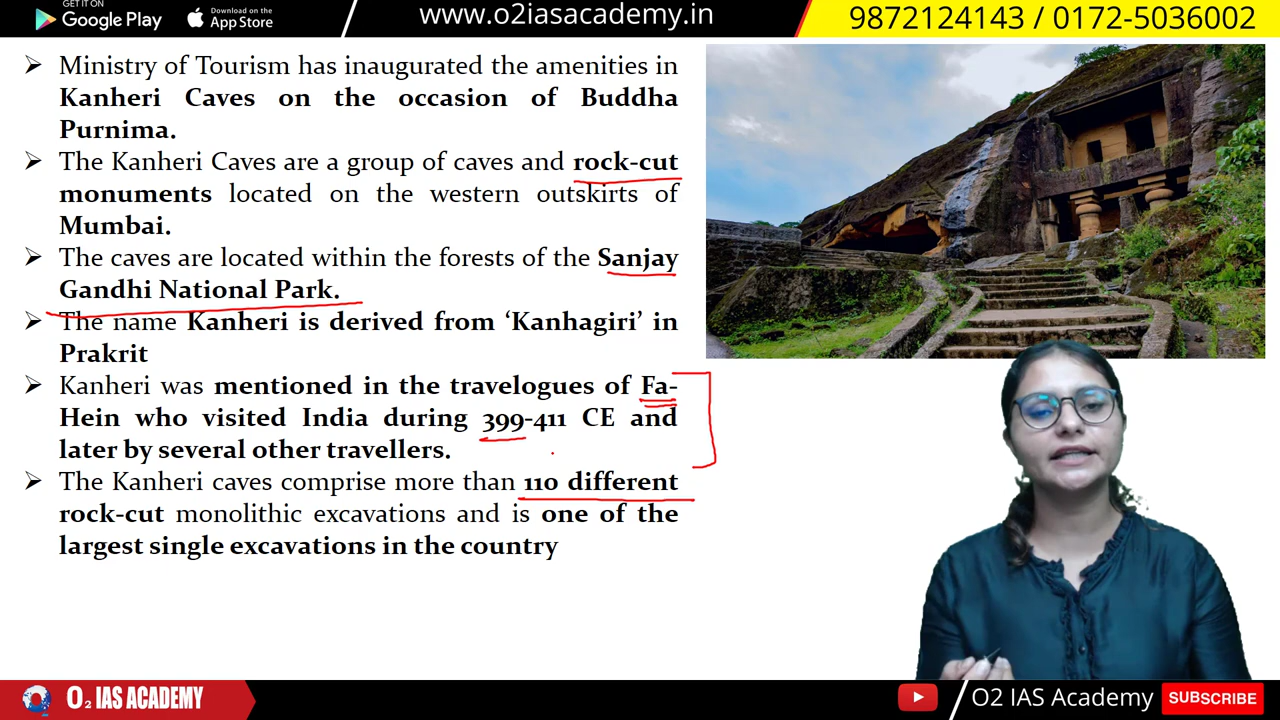 GET IT ON
Google Play
Download on the
App Store
www.o2iasacademy.in
9872124143 / 0172-5036002
➢ Ministry of Tourism has inaugurated the amenities in
Kanheri Caves on the occasion of Buddha
Purnima.
➢ The Kanheri Caves are a group of caves and rock-cut
monuments located on the western outskirts of
Mumbai.
➢ The caves are located within the forests of the Sanjay
Gandhi National Park.
➢ The name Kanheri is derived from ‘Kanhagiri’ in
Prakrit
➢ Kanheri was mentioned in the travelogues of Fa-
Hein who visited India during 399-411 CE and
later by several other travellers.
➢ The Kanheri caves comprise more than 110 different
rock-cut monolithic excavations and is one of the
largest single excavations in the country
O2 IAS ACADEMY
O2 IAS Academy
SUBSCRIBE